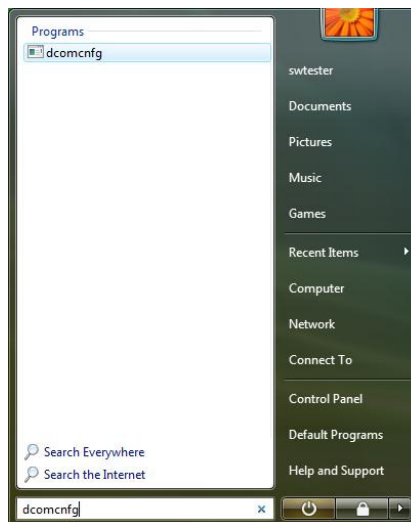 Programs
dcomcnfg
Search Everywhere
Search the Internet
dcomcnfg
swtester
Documents
Pictures
Music
Games
Recent Items
Computer
Network
Connect To
Control Panel
Default Programs
Help and Support